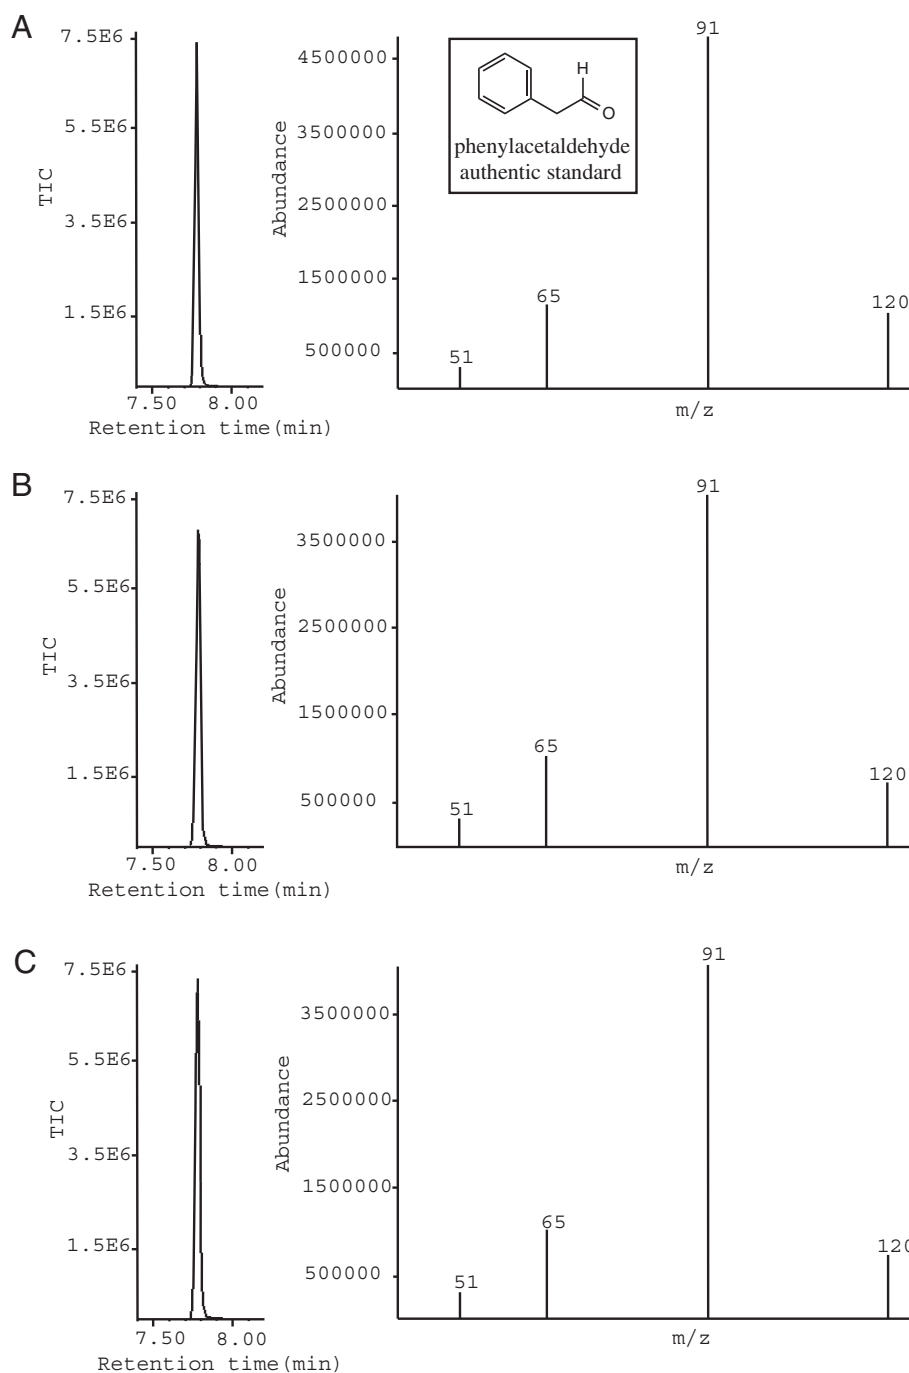 A
7.5E6
5.5E6
3.5E6
1.5E6
TIC
7.50 8.00
Retention time(min)
4500000
3500000
2500000
1500000
500000
Abundance
H
O
phenylacetaldehyde
authentic standard
51
65
91
120
m/z
B
7.5E6
5.5E6
3.5E6
1.5E6
TIC
7.50 8.00
Retention time(min)
3500000
2500000
1500000
500000
Abundance
51
65
91
120
m/z
C
7.5E6
5.5E6
3.5E6
1.5E6
TIC
7.50 8.00
Retention time(min)
3500000
2500000
1500000
500000
Abundance
51
65
91
120
m/z